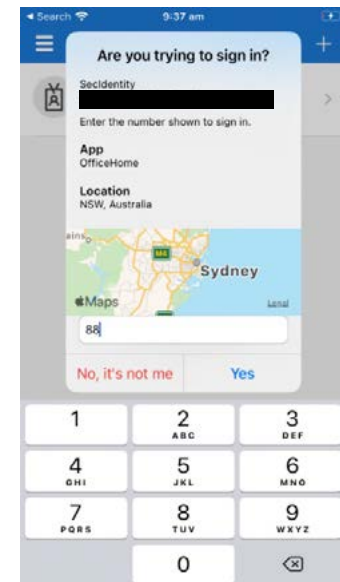 Search 9:37 am
Are you trying to sign in?
SecIdentity
Enter the number shown to sign in.
App
OfficeHome
Location
NSW, Australia
M4
Sydney
Maps
Legal
88
No, it's not me Yes
1 2 3
ABC DEF
4 5 6
GHI JKL MNO
7 8 9
PQRS TUV WXYZ
0